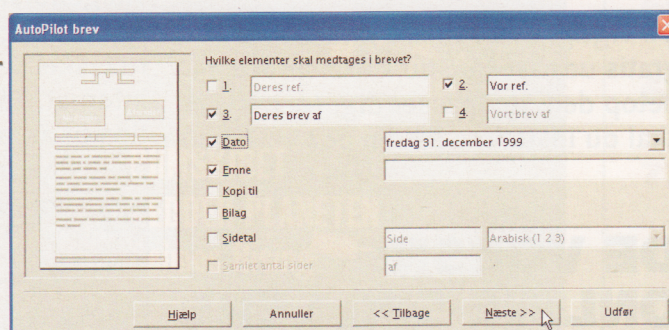 AutoPilot brev
Hvilke elementer skal medtages i brevet?
1. Deres ref. 2. Vor ref.
3. Deres brev af 4. Vort brev af
Dato fredag 31. december 1999
Emne
Kopi til
Bilag
Sidetal Side Arabisk (1 2 3)
Samlet antal sider af
Hjælp Annuller << Tilbage Næste >> Udfør